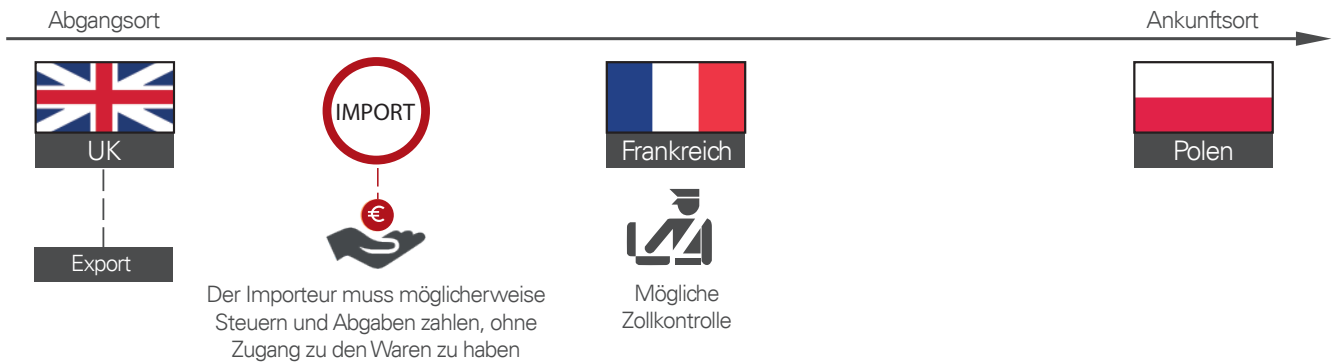 Abgangsort
Ankunftsort
IMPORT
UK
Frankreich
Polen
€
Export
Der Importeur muss möglicherweise
Steuern und Abgaben zahlen, ohne
Zugang zu den Waren zu haben
Mögliche
Zollkontrolle